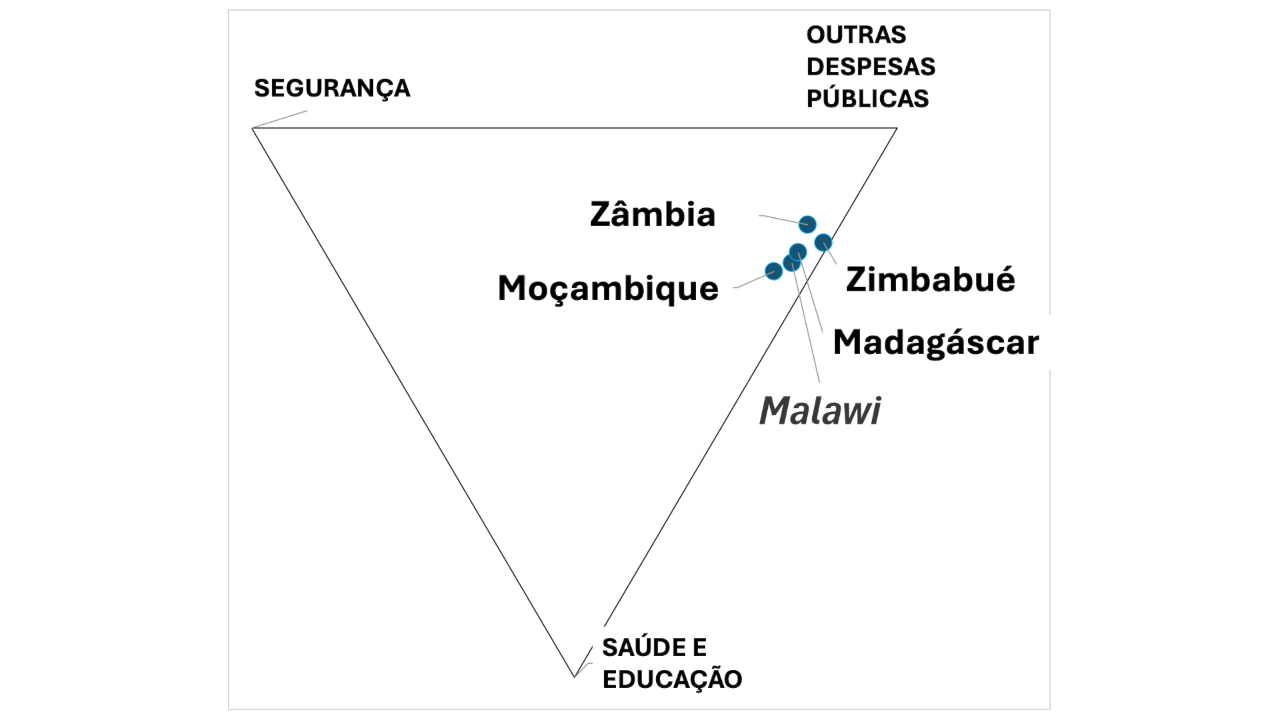 OUTRAS
DESPESAS
PÚBLICAS
SEGURANÇA
Zâmbia
Zimbabué
Moçambique
Madagáscar
Malawi
SAÚDE E
EDUCAÇÃO